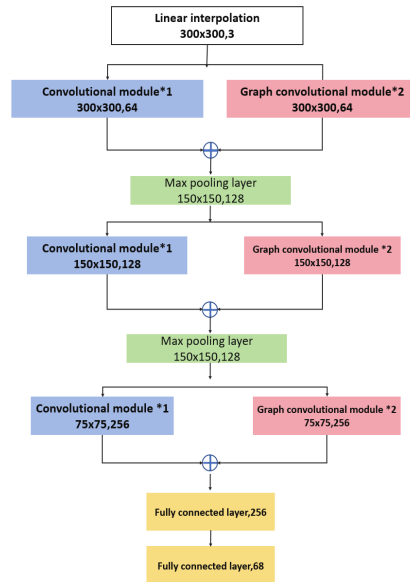 Linear interpolation
300x300,3
Convolutional module*1
300x300,64
Graph convolutional module*2
300x300,64
Max pooling layer
150x150,128
Convolutional module*1
150x150,128
Graph convolutional module *2
150x150,128
Max pooling layer
150x150,128
Convolutional module *1
75x75,256
Graph convolutional module *2
75x75,256
Fully connected layer,256
Fully connected layer,68